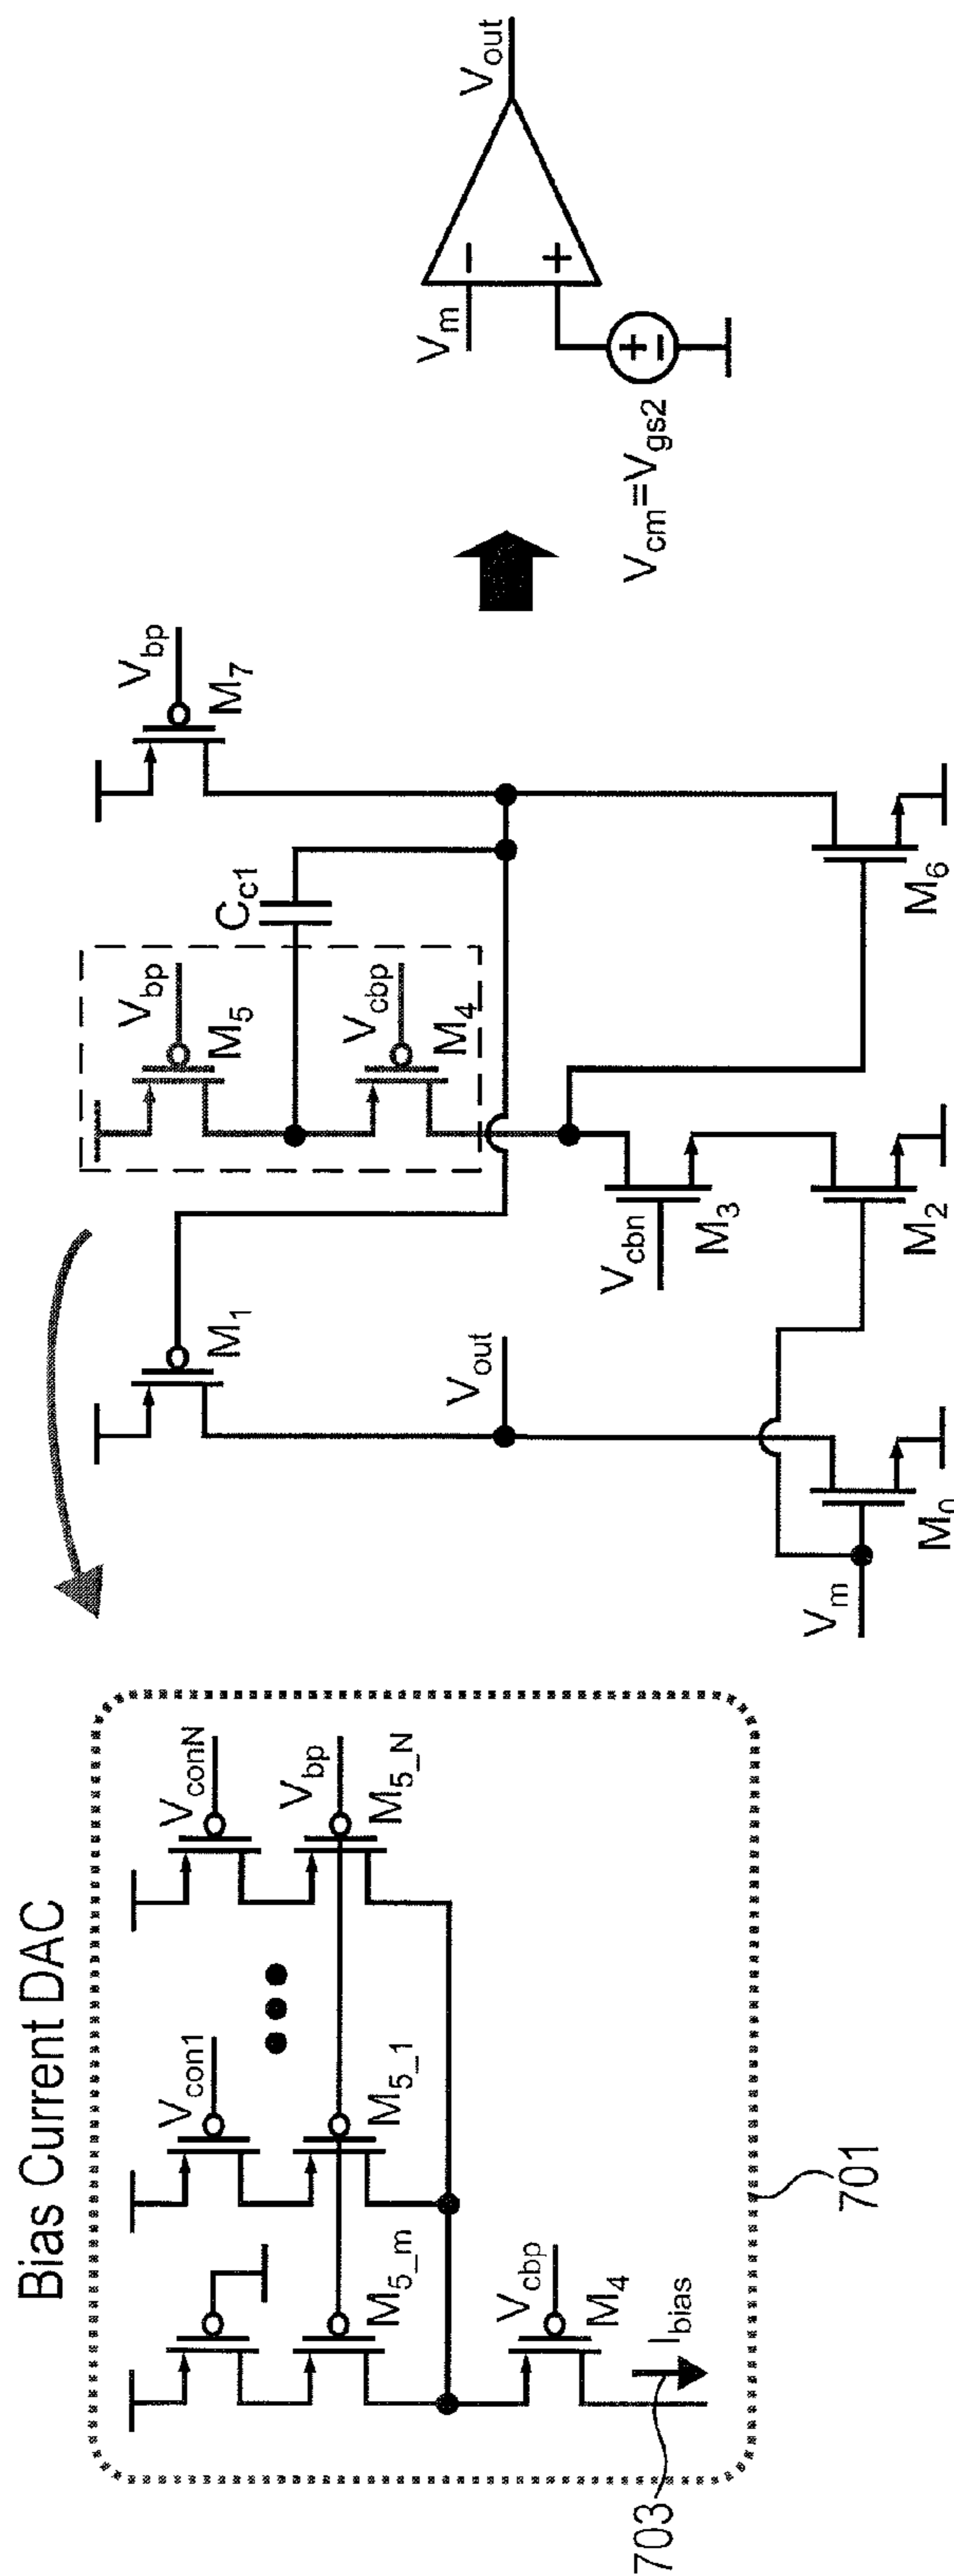 Bias Current DAC
V_con1
V_conN
V_bp
M_5_m
M_5_1
M_5_N
V_cbp
M_4
I_bias
703
701
M_1
V_bp
M_5
V_cbp
M_4
C_c1
V_bp
M_7
V_out
V_cbn
M_3
V_m
M_0
M_2
M_6
V_m
−
+
V_out
+
−
V_cm=V_gs2